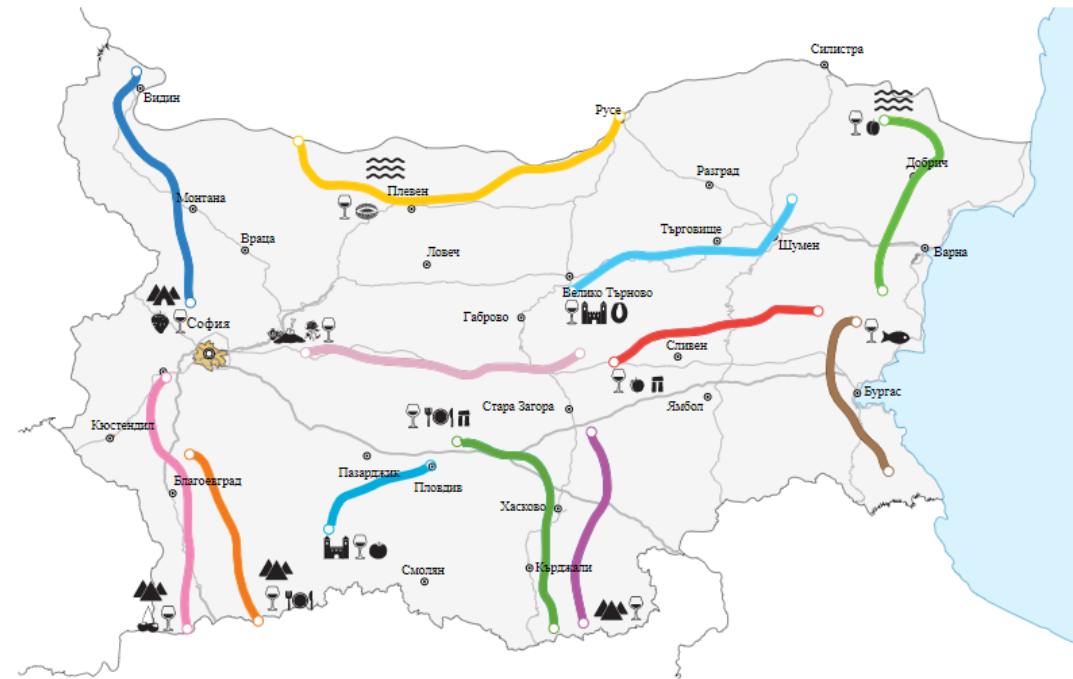 Силистра
Видин
Русе
Добрич
Разград
Плевен
Монтана
Търговище
Враца
Шумен
Варна
Ловеч
Велико Търново
Габрово
София
Сливен
Бургас
Стара Загора
Ямбол
Кюстендил
Пазарджик
Благоевград
Пловдив
Хасково
Смолян
Кърджали